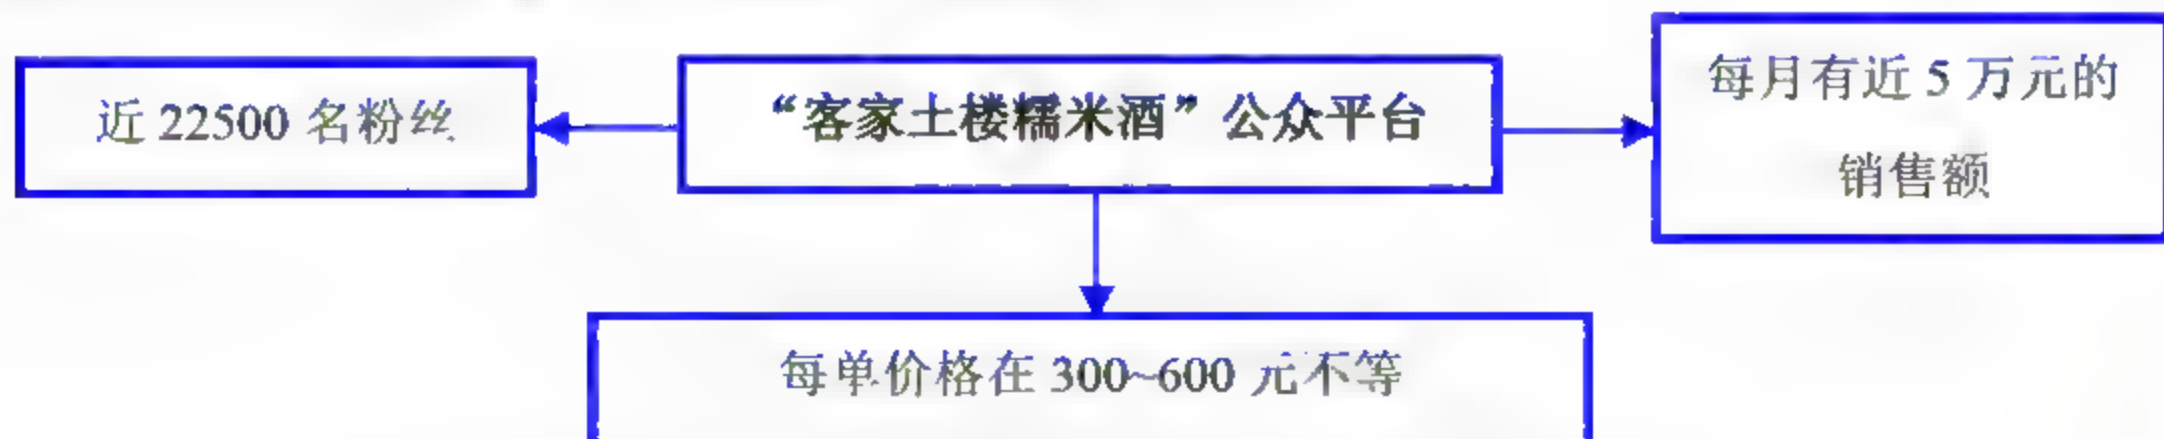 近 22500 名粉丝
“客家土楼糯米酒”公众平台
每月有近 5 万元的
销售额
每单价格在 300~600 元不等